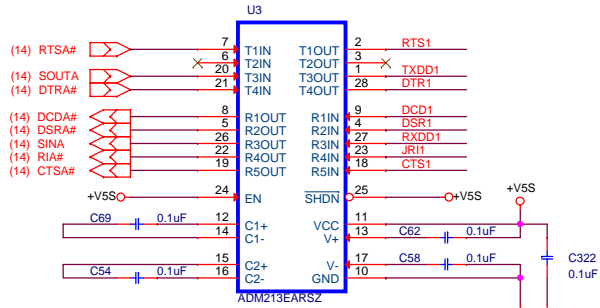 U3
(14) RTSA# 7 T1IN T1OUT 2 RTS1
6 T2IN T2OUT 3
(14) SOUTA 20 T3IN T3OUT 1 TXDD1
(14) DTRA# 21 T4IN T4OUT 28 DTR1
(14) DCDA# 8 R1OUT R1IN 9 DCD1
(14) DSRA# 5 R2OUT R2IN 4 DSR1
(14) SINA 26 R3OUT R3IN 27 RXDD1
(14) RIA# 22 R4OUT R4IN 23 JRI1
(14) CTSA# 19 R5OUT R5IN 18 CTS1
+V5S 24 EN SHDN 25 +V5S
+V5S
C69 0.1uF 12 C1+ VCC 11
14 C1- V+ 13 C62 0.1uF
C54 0.1uF 15 C2+ V- 17 C58 0.1uF
16 C2- GND 10
C322
0.1uF
ADM213EARSZ